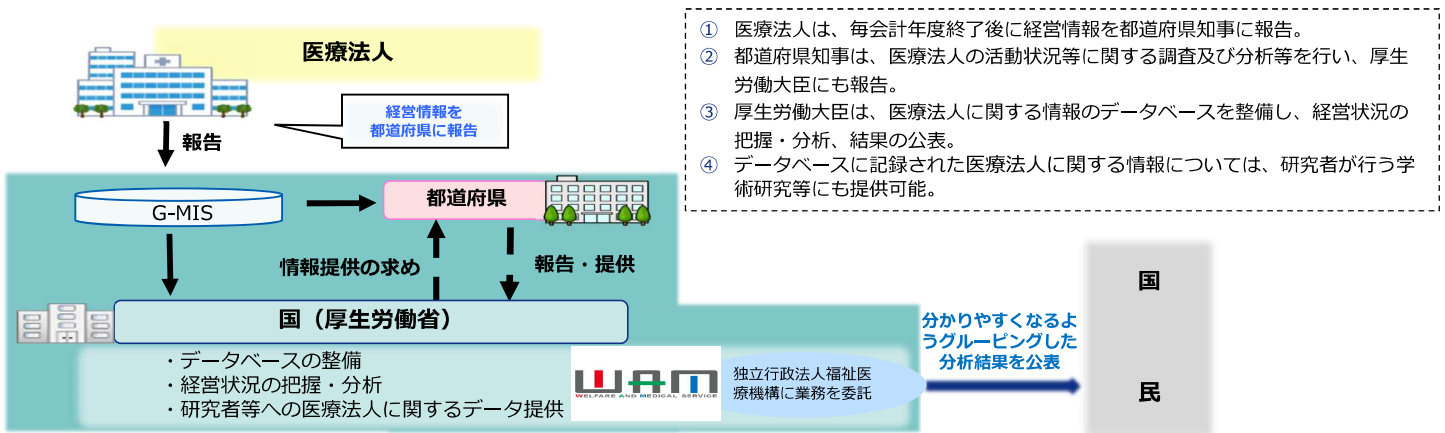 医療法人
経営情報を
都道府県に報告
報告
G-MIS
都道府県
情報提供の求め
報告・提供
国（厚生労働省）
・データベースの整備
・経営状況の把握・分析
・研究者等への医療法人に関するデータ提供
WAM
WELFARE AND MEDICAL SERVICE
独立行政法人福祉医
療機構に業務を委託
① 医療法人は、毎会計年度終了後に経営情報を都道府県知事に報告。
② 都道府県知事は、医療法人の活動状況等に関する調査及び分析等を行い、厚生
労働大臣にも報告。
③ 厚生労働大臣は、医療法人に関する情報のデータベースを整備し、経営状況の
把握・分析、結果の公表。
④ データベースに記録された医療法人に関する情報については、研究者が行う学
術研究等にも提供可能。
分かりやすくなるよ
うグルーピングした
分析結果を公表
国
民